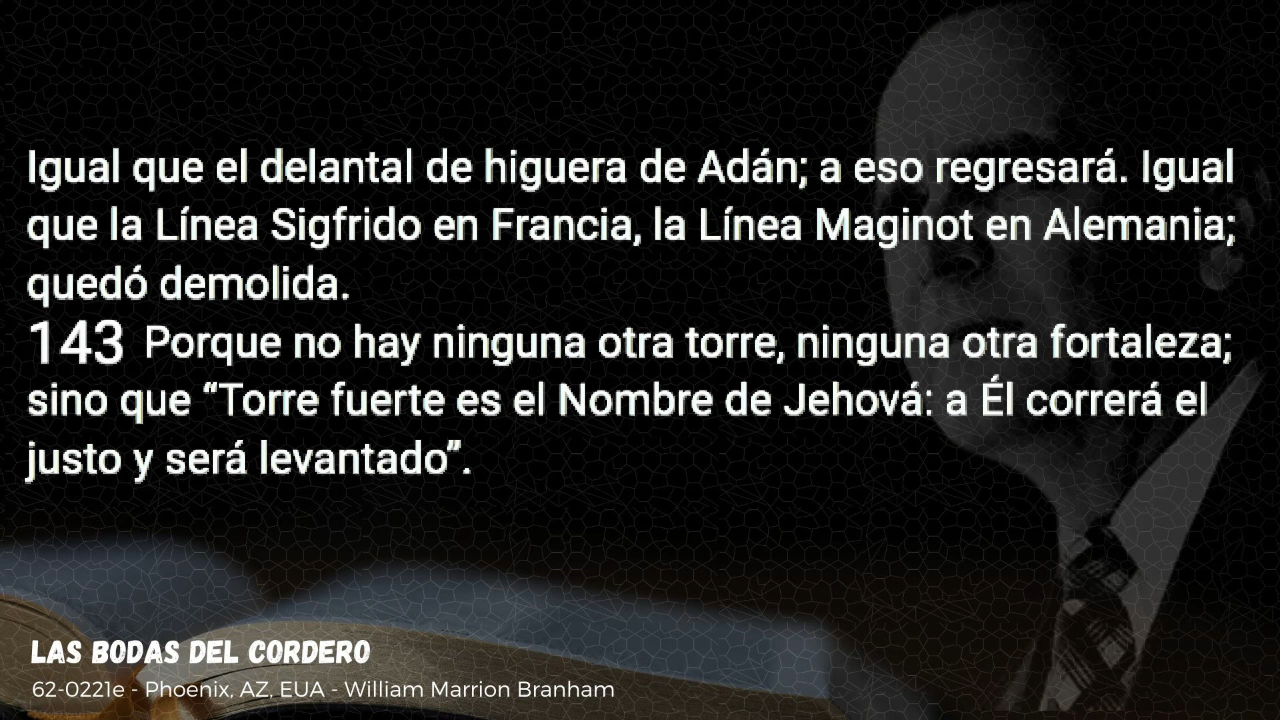 Igual que el delantal de higuera de Adán; a eso regresará. Igual
que la Línea Sigfrido en Francia, la Línea Maginot en Alemania;
quedó demolida.
143 Porque no hay ninguna otra torre, ninguna otra fortaleza;
sino que “Torre fuerte es el Nombre de Jehová: a Él correrá el
justo y será levantado”.
LAS BODAS DEL CORDERO
62-0221e - Phoenix, AZ, EUA - William Marrion Branham